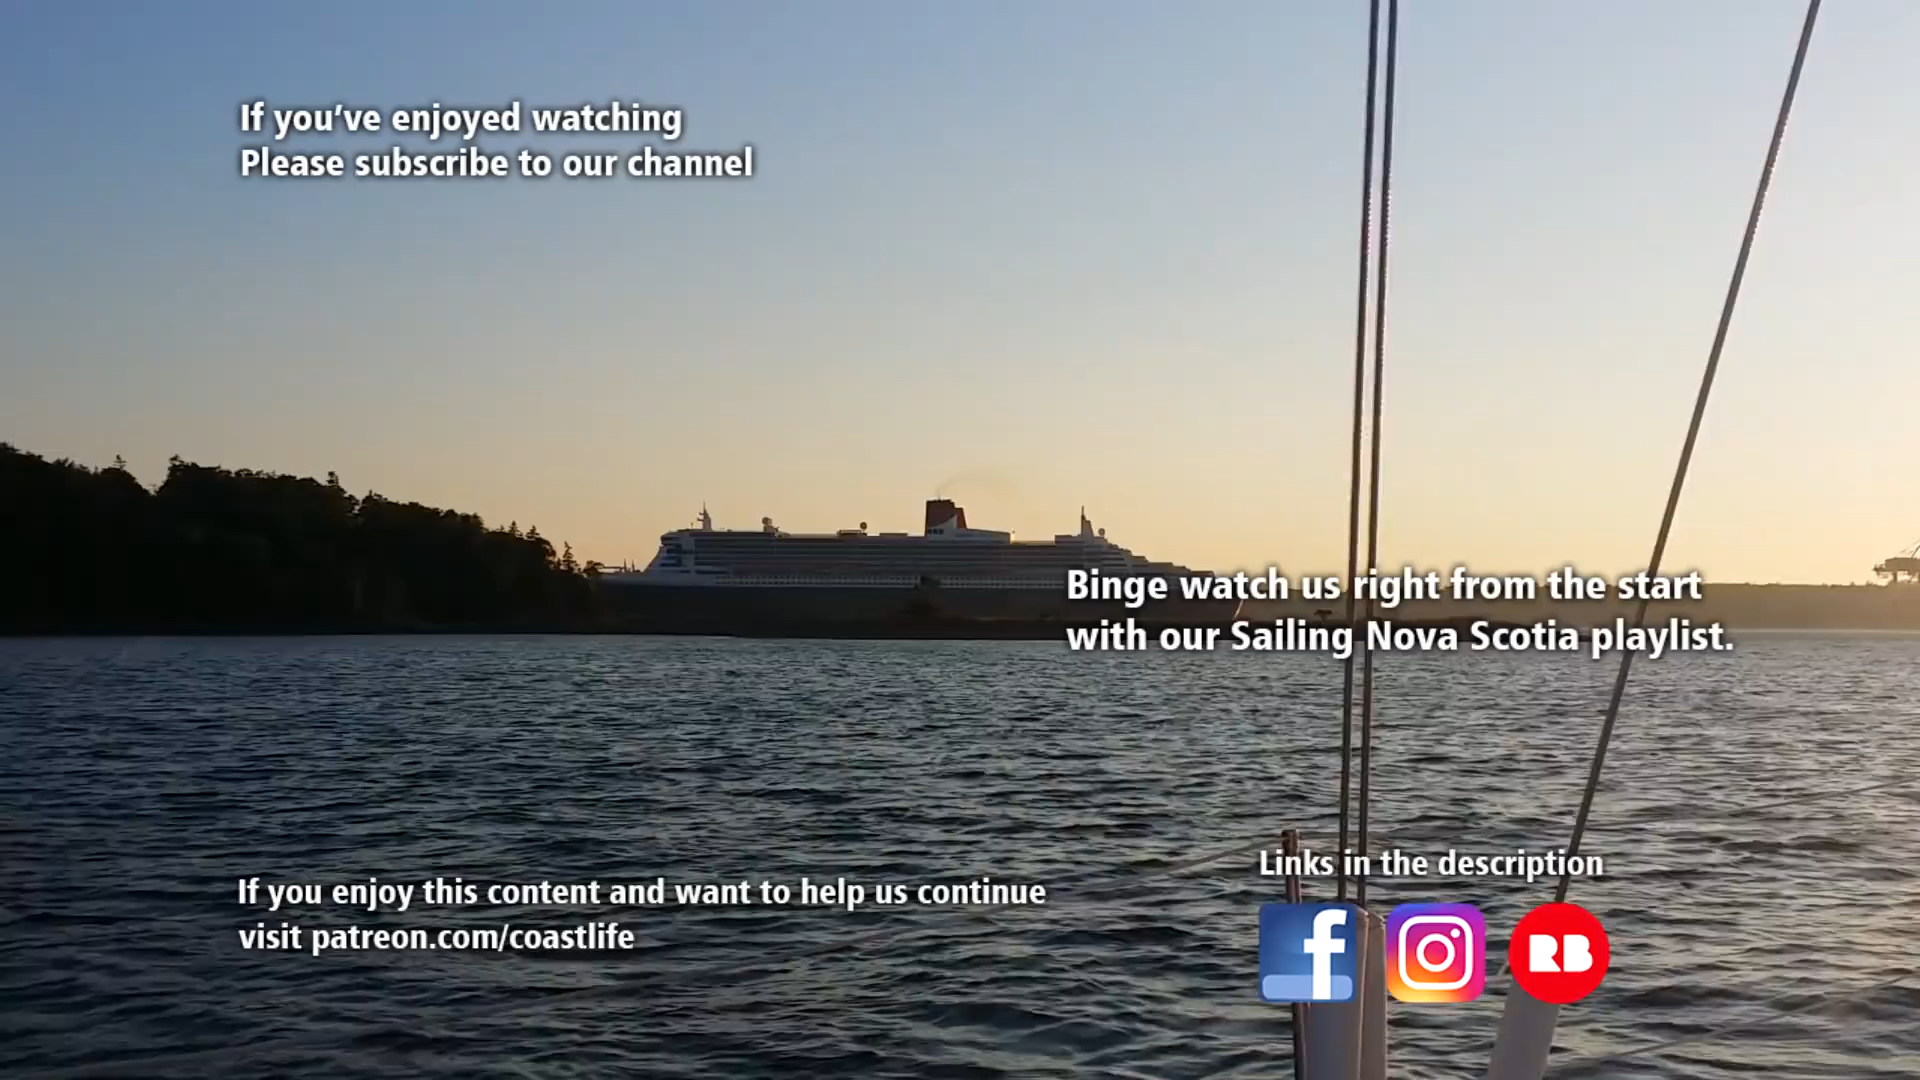 If you’ve enjoyed watching
Please subscribe to our channel
Binge watch us right from the start
with our Sailing Nova Scotia playlist.
Links in the description
If you enjoy this content and want to help us continue
visit patreon.com/coastlife
f
RB